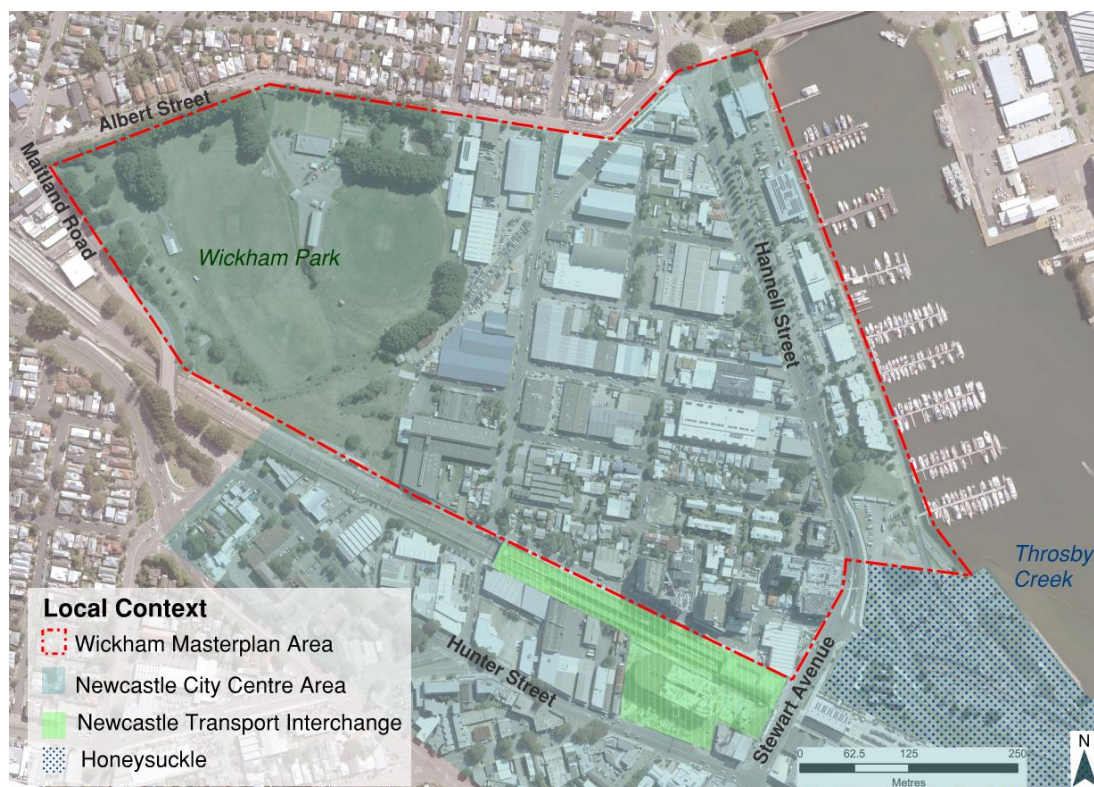 Albert Street
Maitland Road
Wickham Park
Hannell Street
Throsby
Creek
Hunter Street
Stewart Avenue
Local Context
Wickham Masterplan Area
Newcastle City Centre Area
Newcastle Transport Interchange
Honeysuckle
0 62.5 125 250
Metres
N